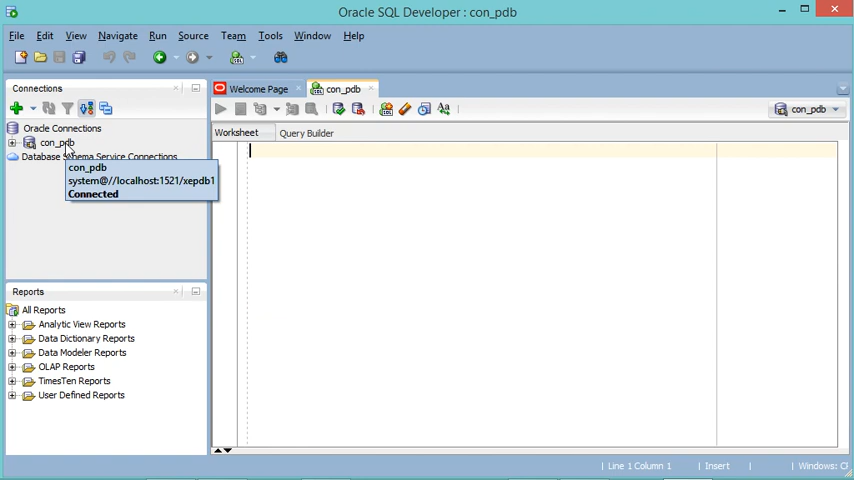 Oracle SQL Developer : con_pdb
File Edit View Navigate Run Source Team Tools Window Help
Connections
Welcome Page
con_pdb
con_pdb
Oracle Connections
Worksheet
Query Builder
con_pdb
Database Schema Service Connections
con_pdb
system@//localhost:1521/xepdb1
Connected
Reports
All Reports
Analytic View Reports
Data Dictionary Reports
Data Modeler Reports
OLAP Reports
TimesTen Reports
User Defined Reports
Line 1 Column 1
Insert